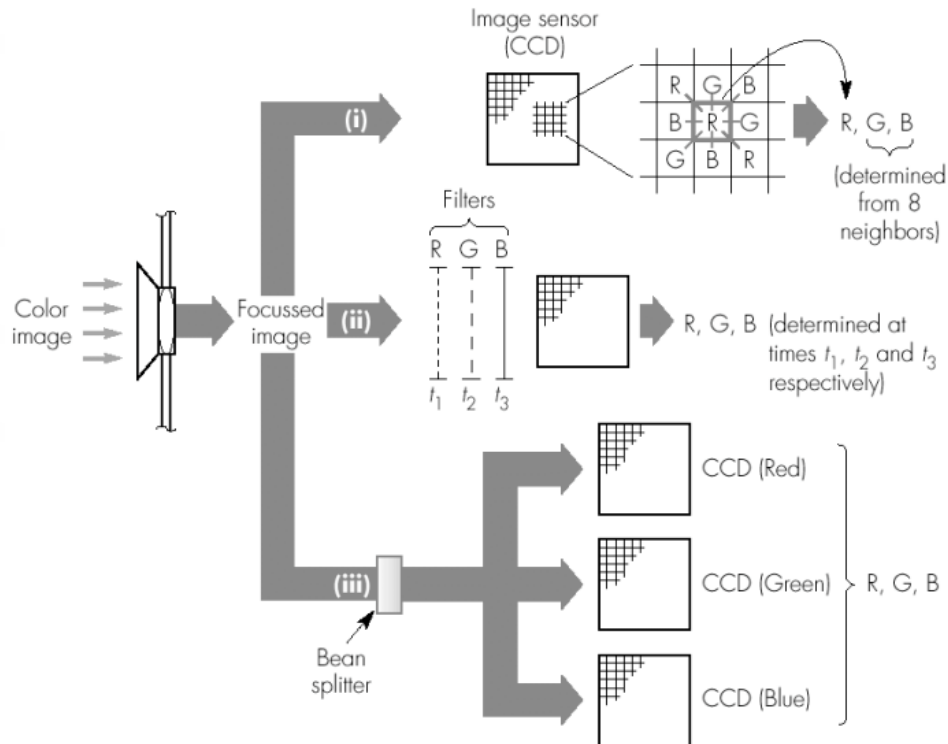 Image sensor
(CCD)
(i)
R G B
B R G
G B R
R, G, B
(determined
from 8
neighbors)
Filters
R G B
Color
image
Focussed
image
(ii)
t1 t2 t3
R, G, B (determined at
times t1, t2 and t3
respectively)
CCD (Red)
(iii)
CCD (Green)
R, G, B
Bean
splitter
CCD (Blue)